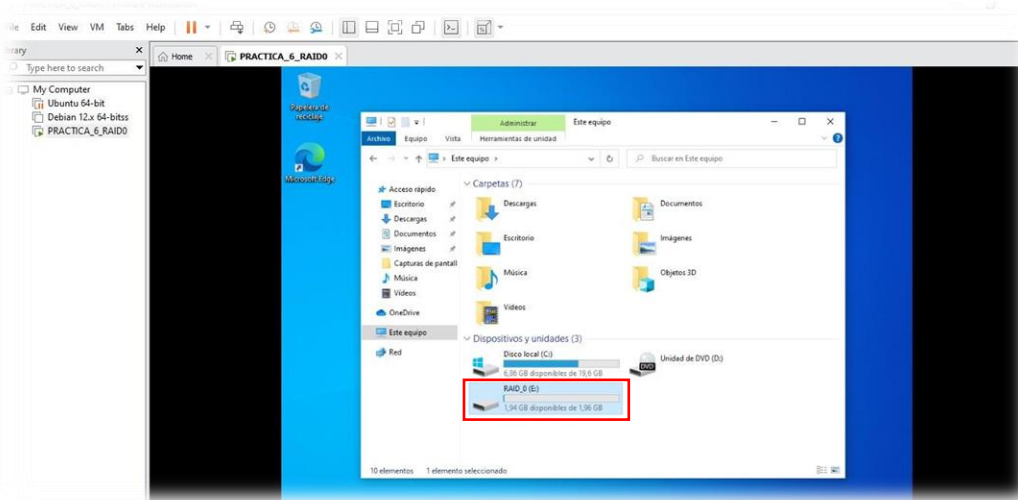 File Edit View VM Tabs Help
Library
Type here to search
My Computer
Ubuntu 64-bit
Debian 12.x 64-bitss
PRACTICA_6_RAID0
Home
PRACTICA_6_RAID0
Papelera de
reciclaje
Microsoft Edge
Administrar
Este equipo
Archivo Equipo Vista Herramientas de unidad
Este equipo
Buscar en Este equipo
Acceso rápido
Escritorio
Descargas
Documentos
Imágenes
Capturas de pantall
Música
Vídeos
OneDrive
Este equipo
Red
Carpetas (7)
Descargas
Documentos
Escritorio
Imágenes
Música
Objetos 3D
Vídeos
Dispositivos y unidades (3)
Disco local (C:)
6,86 GB disponibles de 19,6 GB
Unidad de DVD (D:)
DVD
RAID_0 (E:)
1,94 GB disponibles de 1,96 GB
10 elementos 1 elemento seleccionado